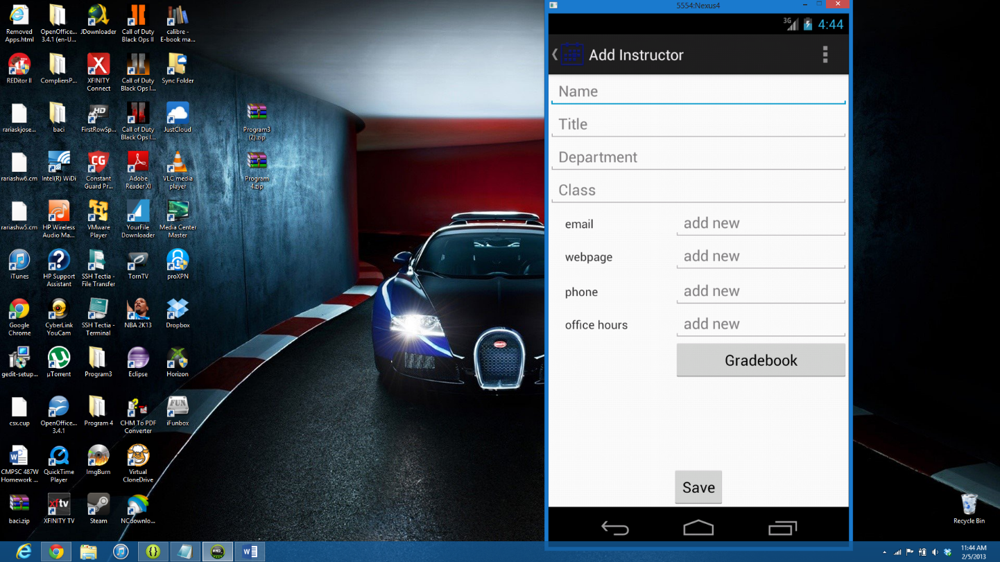 Removed
Apps.html
OpenOffice...
3.4.1 (en-U...
JDownloader
Call of Duty
Black Ops II
calibre -
E-book ma...
REDitor II
CompliersP...
XFINITY
Connect
Call of Duty
Black Ops I...
Sync Folder
rariaskjose...
baci
HD
FirstRowSp...
Call of Duty
Black Ops I...
JustCloud
Program3
(2).zip
rariashw6.cm
Intel(R) WiDi
CG
Constant
Guard Pr...
Adobe
Reader XI
VLC media
player
Program
4.zip
rariashw5.cm
HP Wireless
Audio Ma...
VMware
Player
YourFile
Downloader
Media Center
Master
iTunes
HP Support
Assistant
SSH Tectia -
File Transfer
TornTV
proXPN
Google
Chrome
CyberLink
YouCam
SSH Tectia -
Terminal
NBA 2K13
Dropbox
gedit-setup...
µTorrent
Program3
Eclipse
Horizon
csx.cup
OpenOffice...
3.4.1
Program 4
CHM To PDF
Converter
FUN
iFunbox
CMPSC 487W
Homework ...
QuickTime
Player
ImgBurn
Virtual
CloneDrive
baci.zip
xftv
XFINITY TV
Steam
NCdownlo...
5554:Nexus4
3G 4:44
Add Instructor
Name
Title
Department
Class
email add new
webpage add new
phone add new
office hours add new
Gradebook
Save
Recycle Bin
11:44 AM
2/5/2013